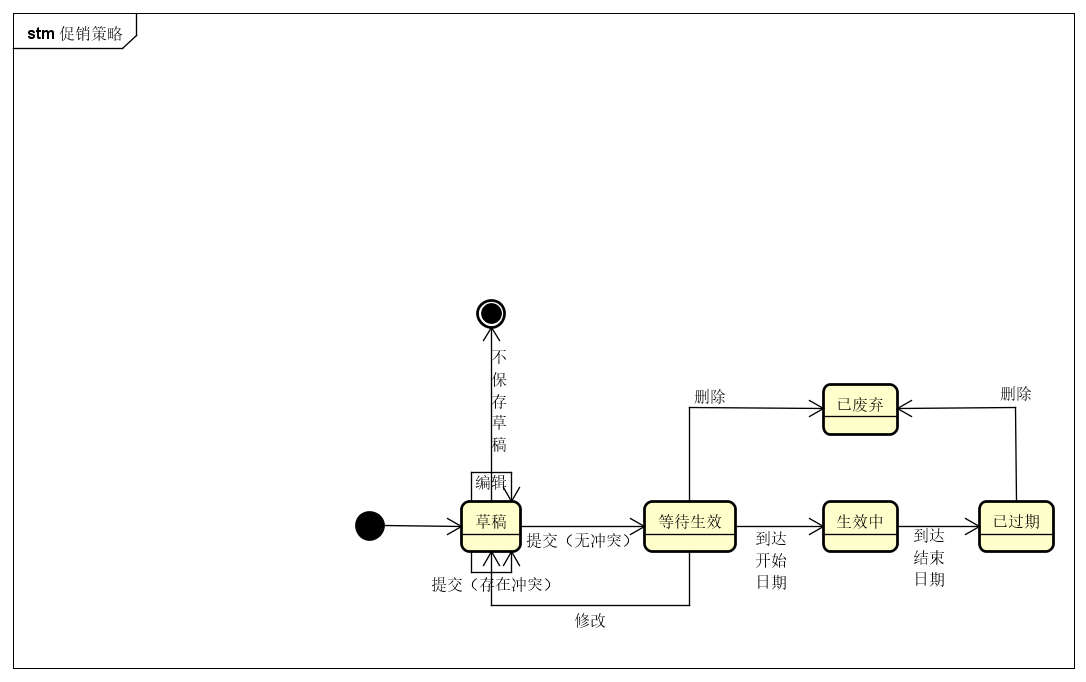 stm 促销策略
不
保
存
草
稿
删除
删除
已废弃
编辑
草稿
等待生效
生效中
已过期
提交（无冲突）
到达
开始
日期
到达
结束
日期
提交（存在冲突）
修改